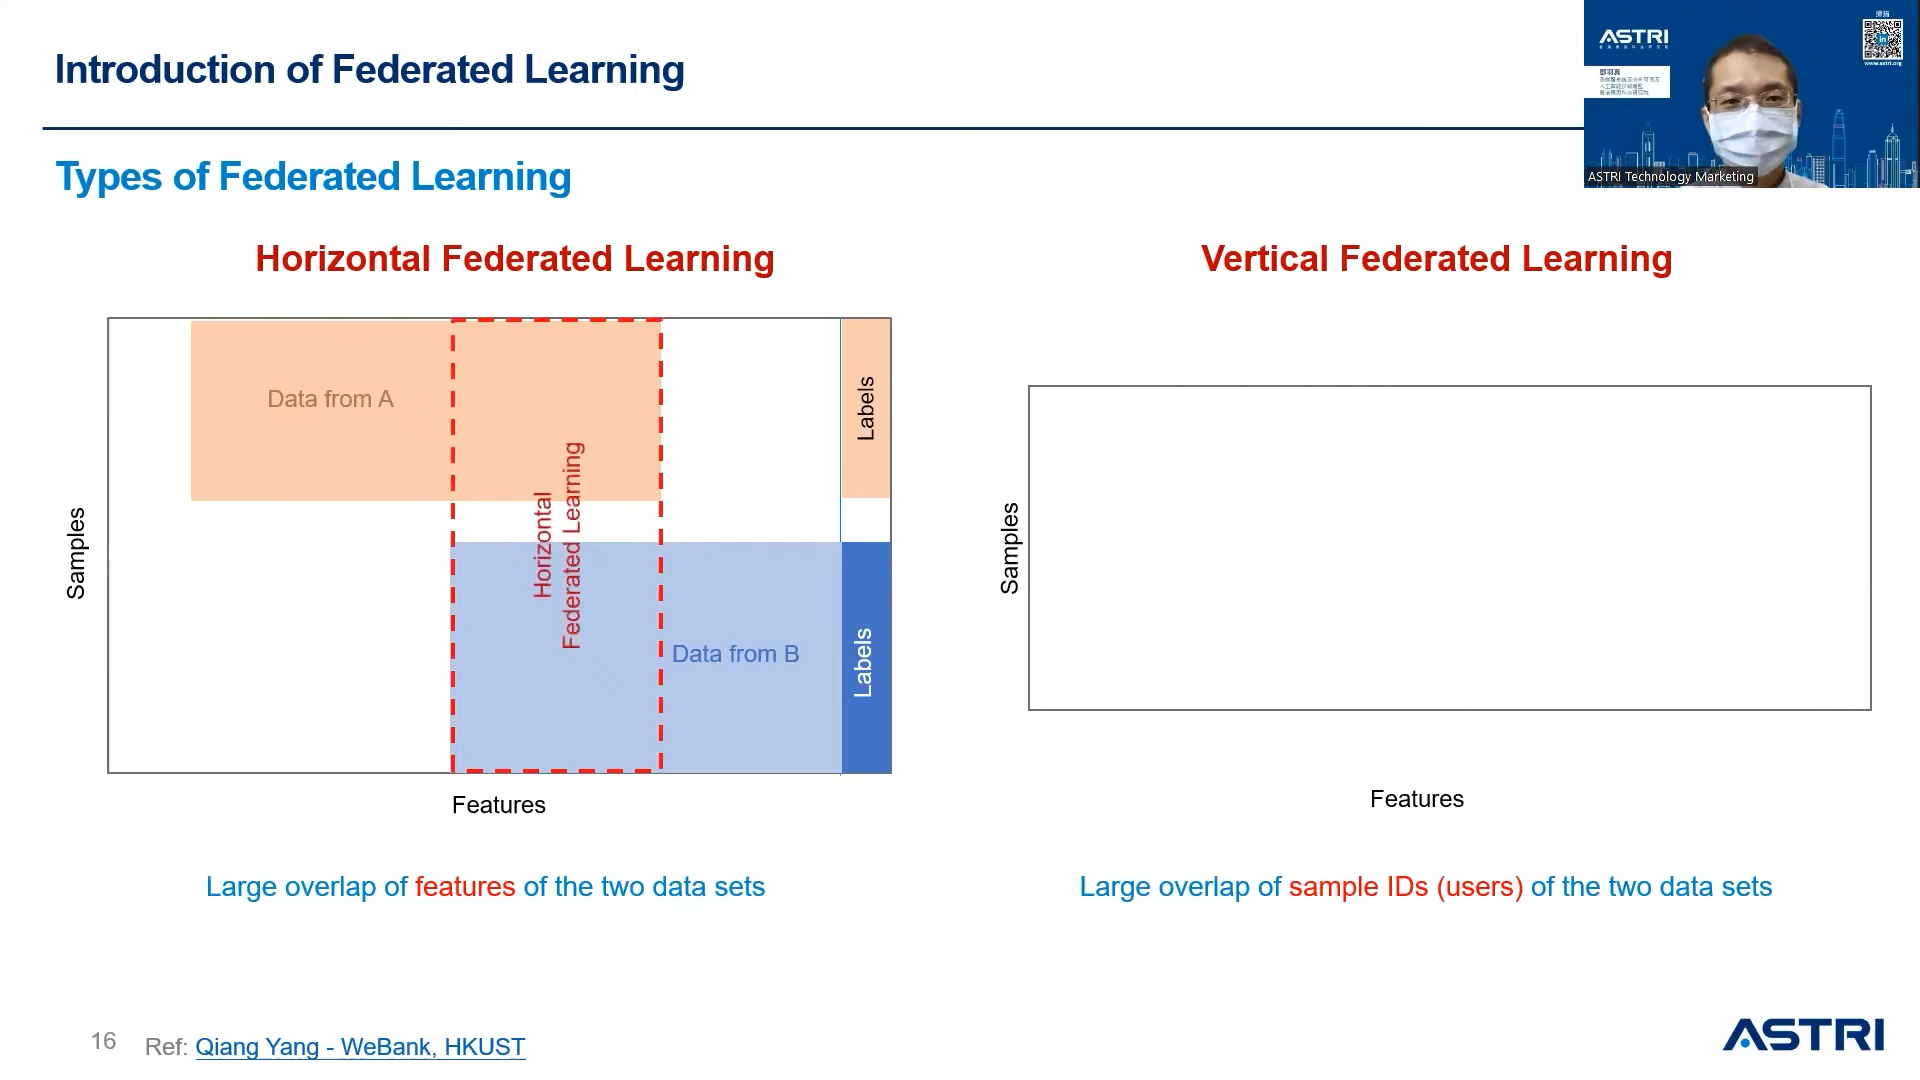 Introduction of Federated Learning
ASTRI
www.astri.org
ASTRI Technology Marketing
Types of Federated Learning
Horizontal Federated Learning
Data from A
Labels
Horizontal
Federated Learning
Data from B
Labels
Samples
Features
Large overlap of features of the two data sets
Vertical Federated Learning
Samples
Features
Large overlap of sample IDs (users) of the two data sets
16
Ref: Qiang Yang - WeBank, HKUST
ASTRI